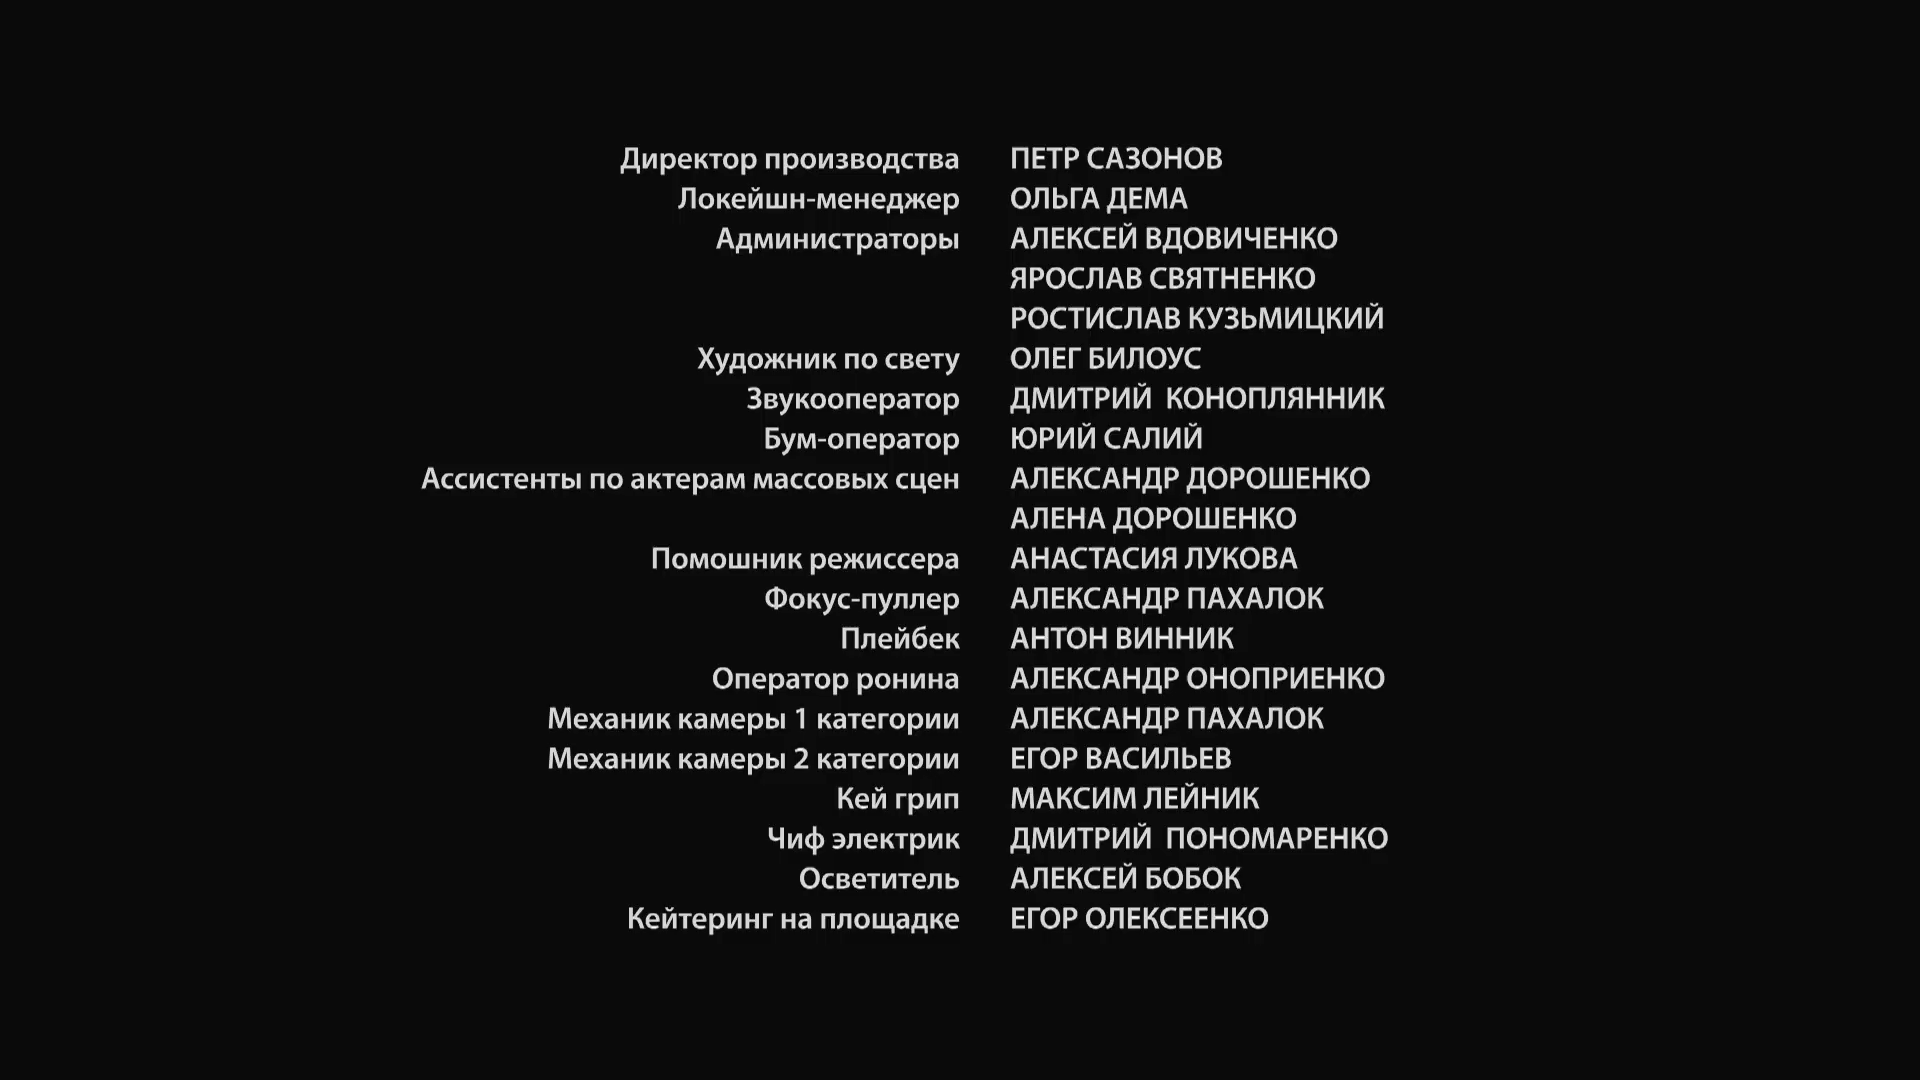 Директор производства ПЕТР САЗОНОВ
Локейшн-менеджер ОЛЬГА ДЕМА
Администраторы АЛЕКСЕЙ ВДОВИЧЕНКО
ЯРОСЛАВ СВЯТНЕНКО
РОСТИСЛАВ КУЗЬМИЦКИЙ
Художник по свету ОЛЕГ БИЛОУС
Звукооператор ДМИТРИЙ  КОНОПЛЯННИК
Бум-оператор ЮРИЙ САЛИЙ
Ассистенты по актерам массовых сцен АЛЕКСАНДР ДОРОШЕНКО
АЛЕНА ДОРОШЕНКО
Помошник режиссера АНАСТАСИЯ ЛУКОВА
Фокус-пуллер АЛЕКСАНДР ПАХАЛОК
Плейбек АНТОН ВИННИК
Оператор ронина АЛЕКСАНДР ОНОПРИЕНКО
Механик камеры 1 категории АЛЕКСАНДР ПАХАЛОК
Механик камеры 2 категории ЕГОР ВАСИЛЬЕВ
Кей грип МАКСИМ ЛЕЙНИК
Чиф электрик ДМИТРИЙ  ПОНОМАРЕНКО
Осветитель АЛЕКСЕЙ БОБОК
Кейтеринг на площадке ЕГОР ОЛЕКСЕЕНКО